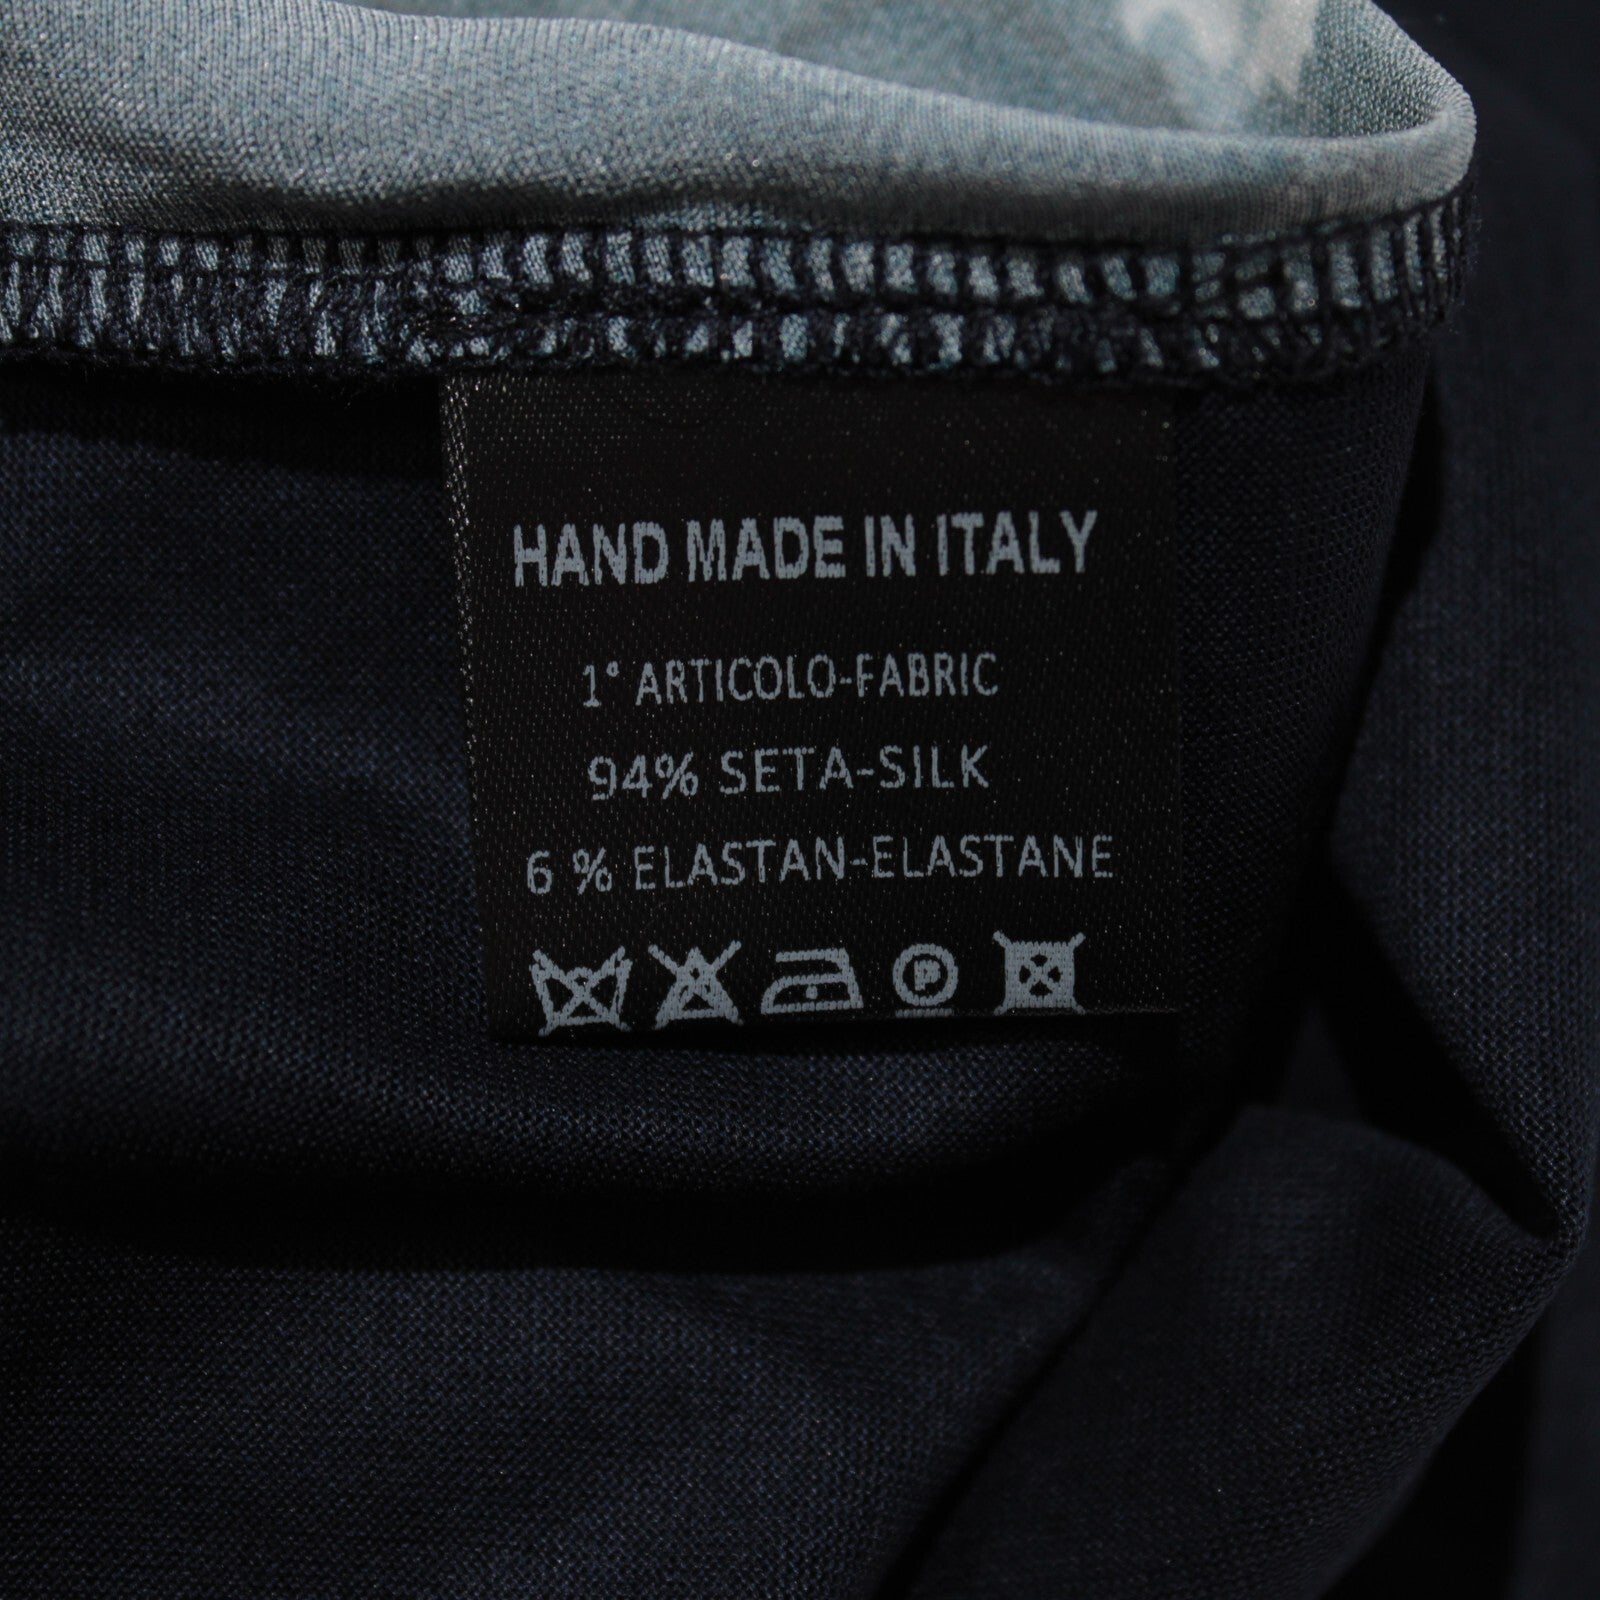 HAND MADE IN ITALY
1° ARTICOLO-FABRIC
94% SETA-SILK
6 % ELASTAN-ELASTANE
P